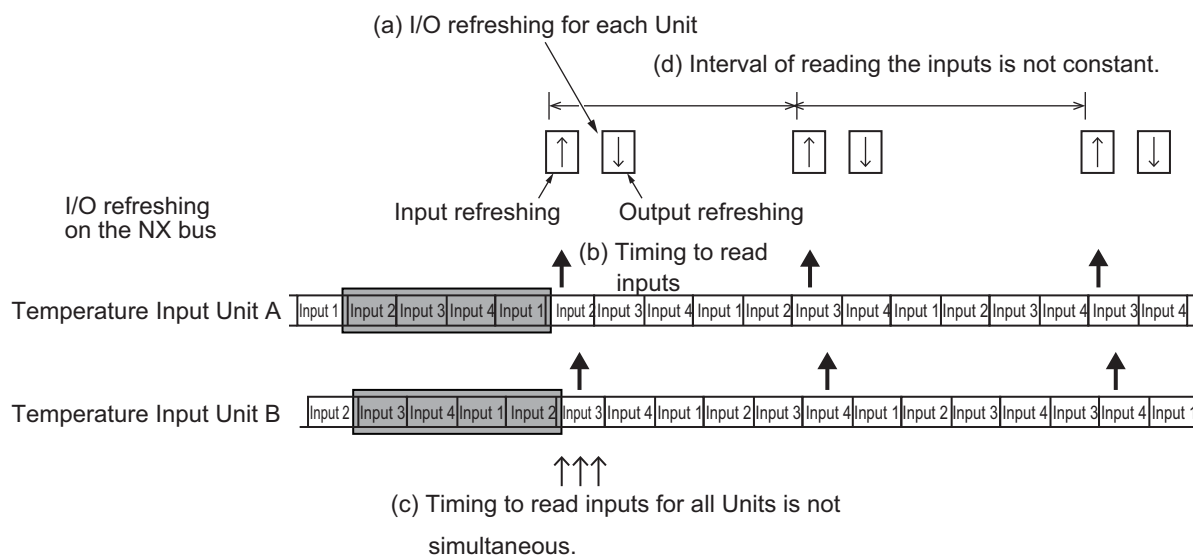 (a) I/O refreshing for each Unit
(d) Interval of reading the inputs is not constant.
Input refreshing
Output refreshing
I/O refreshing
on the NX bus
(b) Timing to read
inputs
Temperature Input Unit A
Input 1 Input 2 Input 3 Input 4 Input 1 Input 2 Input 3 Input 4 Input 1 Input 2 Input 3 Input 4 Input 1 Input 2 Input 3 Input 4 Input 3 Input 4
Temperature Input Unit B
Input 2 Input 3 Input 4 Input 1 Input 2 Input 3 Input 4 Input 1 Input 2 Input 3 Input 4 Input 1 Input 2 Input 3 Input 4 Input 3 Input 4 Input 1
(c) Timing to read inputs for all Units is not
simultaneous.